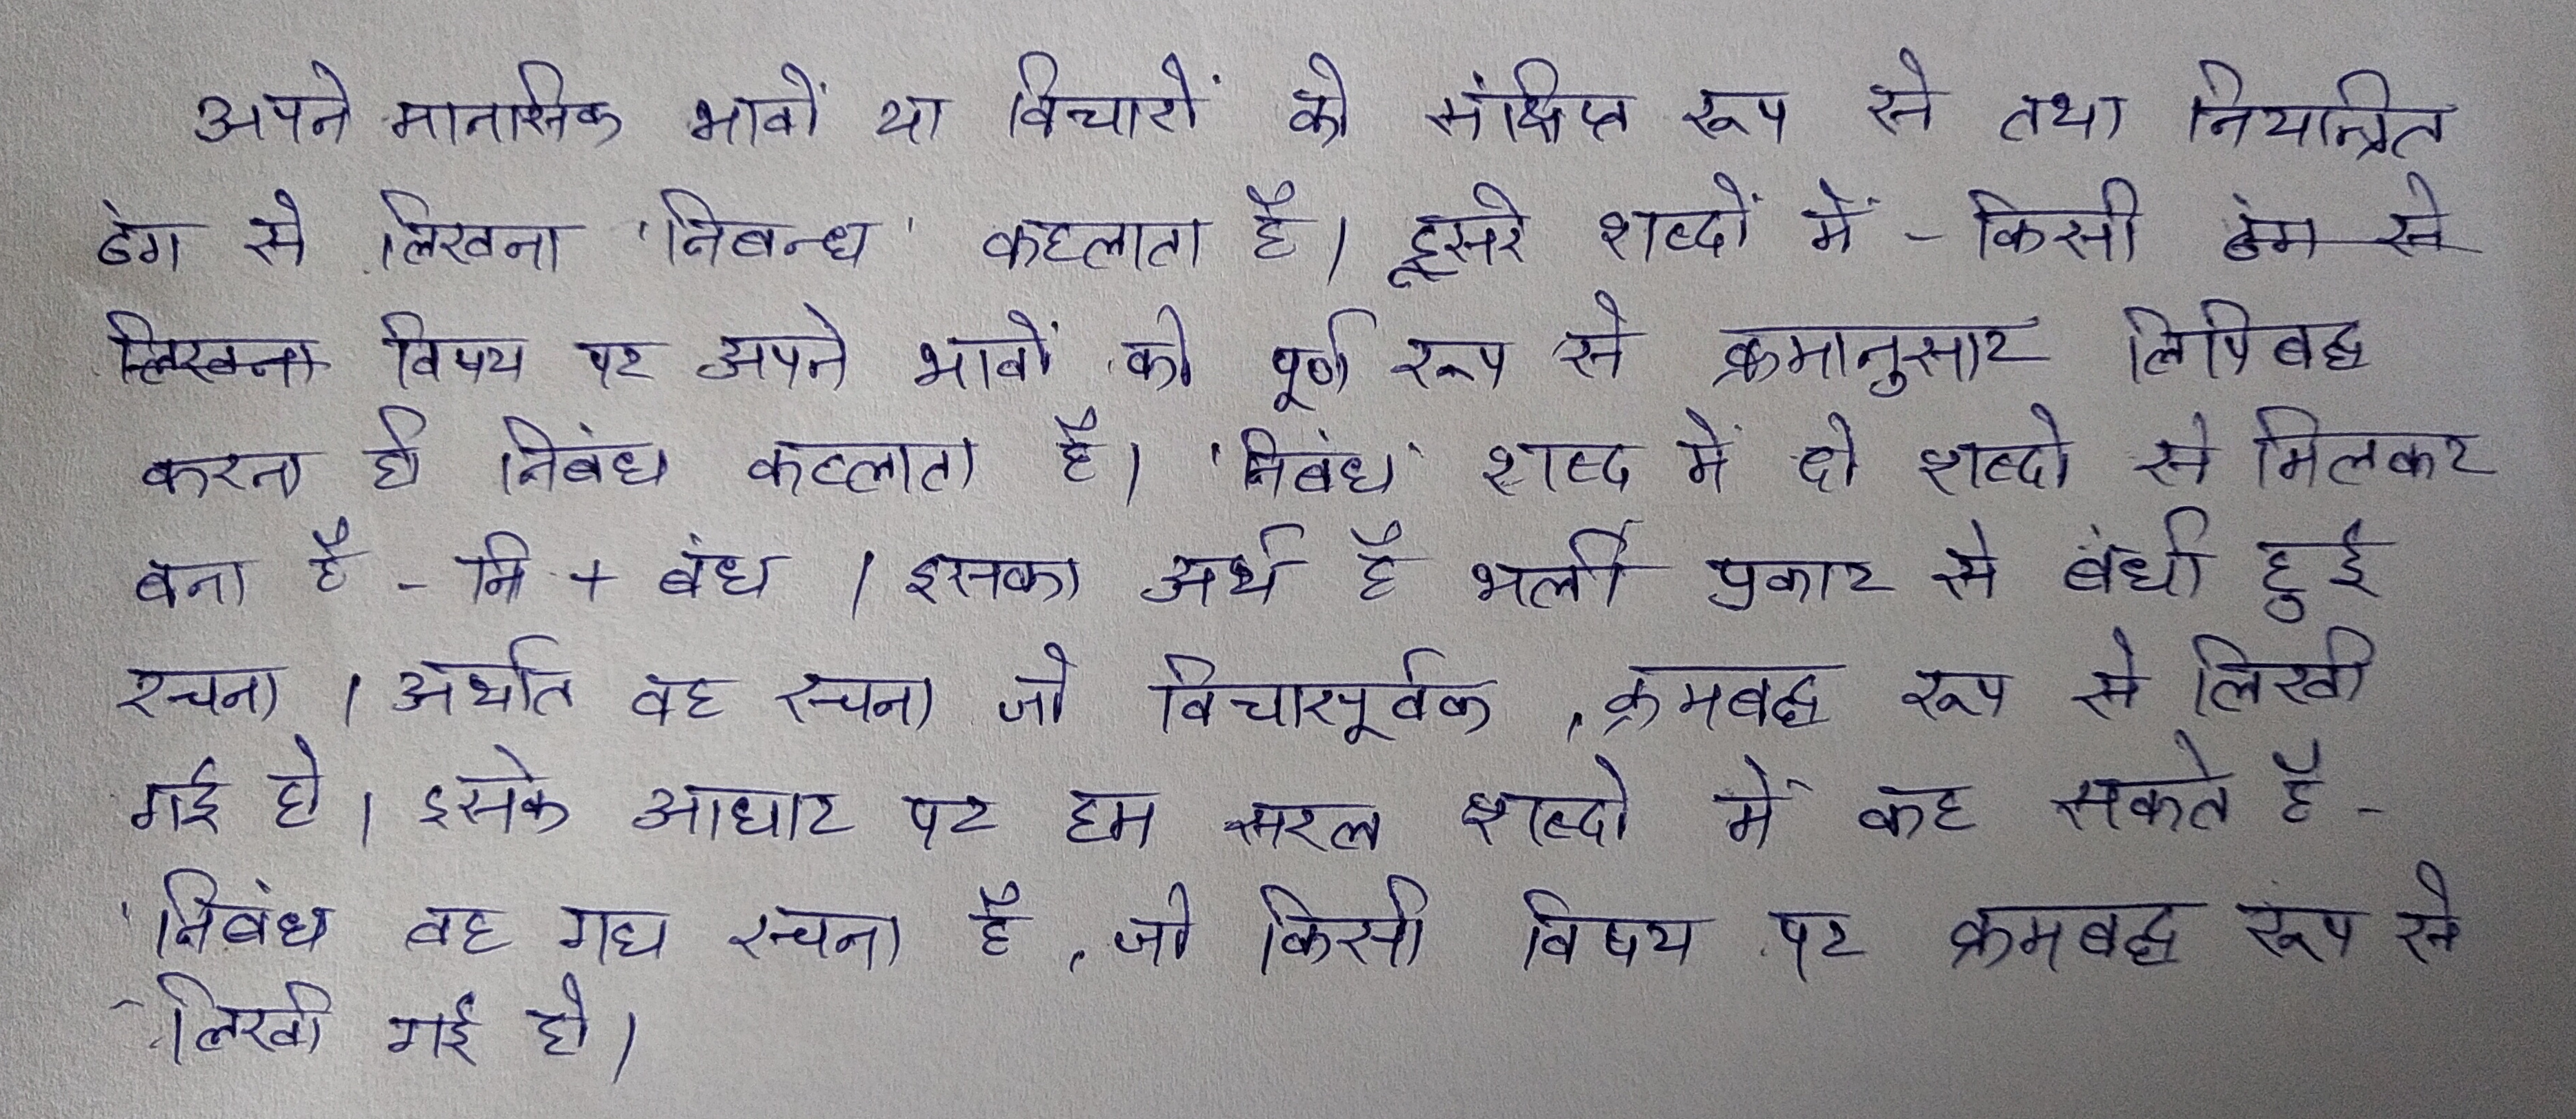 अपने मानसिक भावों या विचारों को संक्षिप्त रूप से तथा नियन्त्रित
ढंग से लिखना 'निबन्ध' कहलाता है। दूसरे शब्दों में - किसी ढंग से
लिखना विषय पर अपने भावों को पूर्ण रूप से क्रमानुसार लिपिबद्ध
करना ही निबंध कहलाता है। 'निबंध' शब्द में दो शब्दो से मिलकर
बना है - नि + बंध । इसका अर्थ है भली प्रकार से बंधी हुई
रचना । अर्थात वह रचना जो विचारपूर्वक , क्रमबद्ध रूप से लिखी
गई हो। इसके आधार पर हम सरल शब्दो में कह सकते है -
'निबंध वह गद्य रचना है , जो किसी विषय पर क्रमबद्ध रूप से
लिखी गई हो।